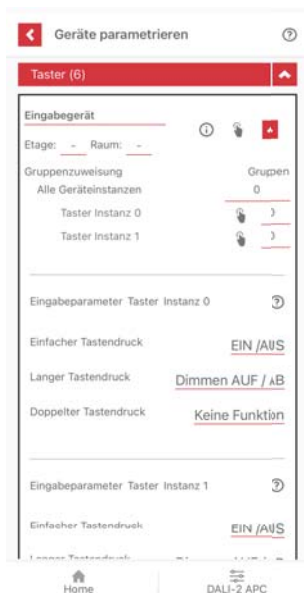 Geräte parametrieren
Taster (6)
Eingabegerät
Etage: - Raum: -
Gruppenzuweisung Gruppen
Alle Geräteinstanzen 0
Taster Instanz 0
Taster Instanz 1
Eingabeparameter Taster Instanz 0
Einfacher Tastendruck EIN /AUS
Langer Tastendruck Dimmen AUF / AB
Doppelter Tastendruck Keine Funktion
Eingabeparameter Taster Instanz 1
Einfacher Tastendruck EIN /AUS
Langer Tastendruck
Home DALI-2 APC